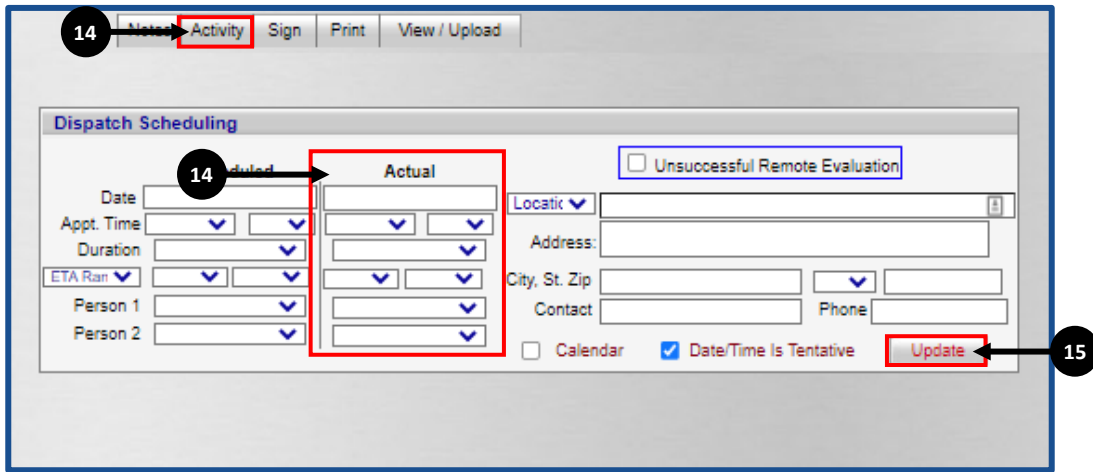 14 Notes Activity Sign Print View / Upload
Dispatch Scheduling
14 Actual Unsuccessful Remote Evaluation
Date Locatic
Appt. Time
Duration Address:
ETA Ran City, St. Zip
Person 1 Contact Phone
Person 2
Calendar Date/Time Is Tentative Update 15